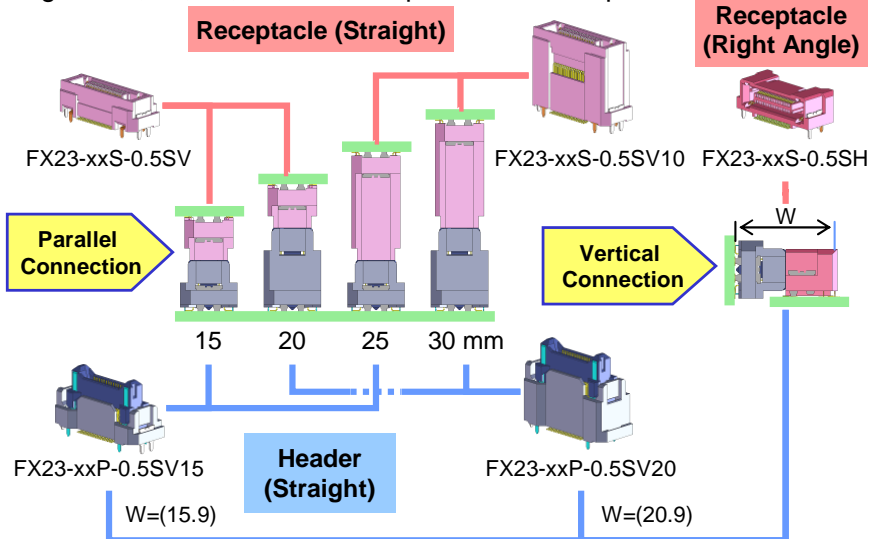 Receptacle (Straight)
Receptacle
(Right Angle)
FX23-xxS-0.5SV
FX23-xxS-0.5SV10
FX23-xxS-0.5SH
W
Parallel
Connection
Vertical
Connection
15
20
25
30 mm
FX23-xxP-0.5SV15
Header
(Straight)
FX23-xxP-0.5SV20
W=(15.9)
W=(20.9)